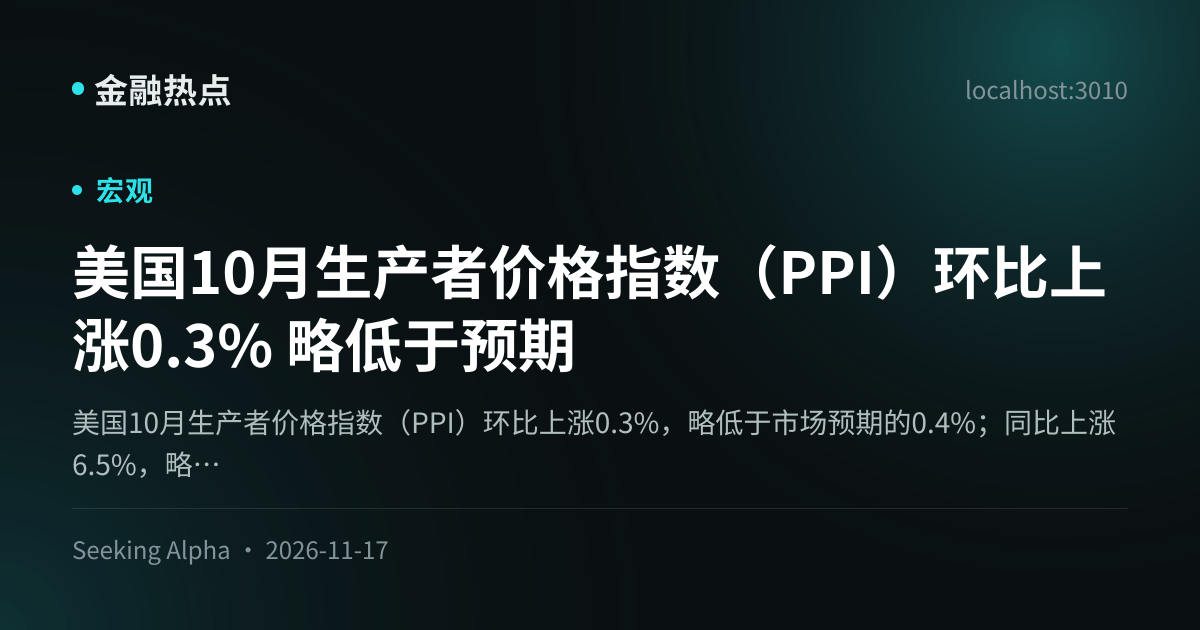 金融热点
localhost:3010
宏观
美国10月生产者价格指数（PPI）环比上
涨0.3% 略低于预期
美国10月生产者价格指数（PPI）环比上涨0.3%，略低于市场预期的0.4%；同比上涨
6.5%，略…
Seeking Alpha · 2026-11-17